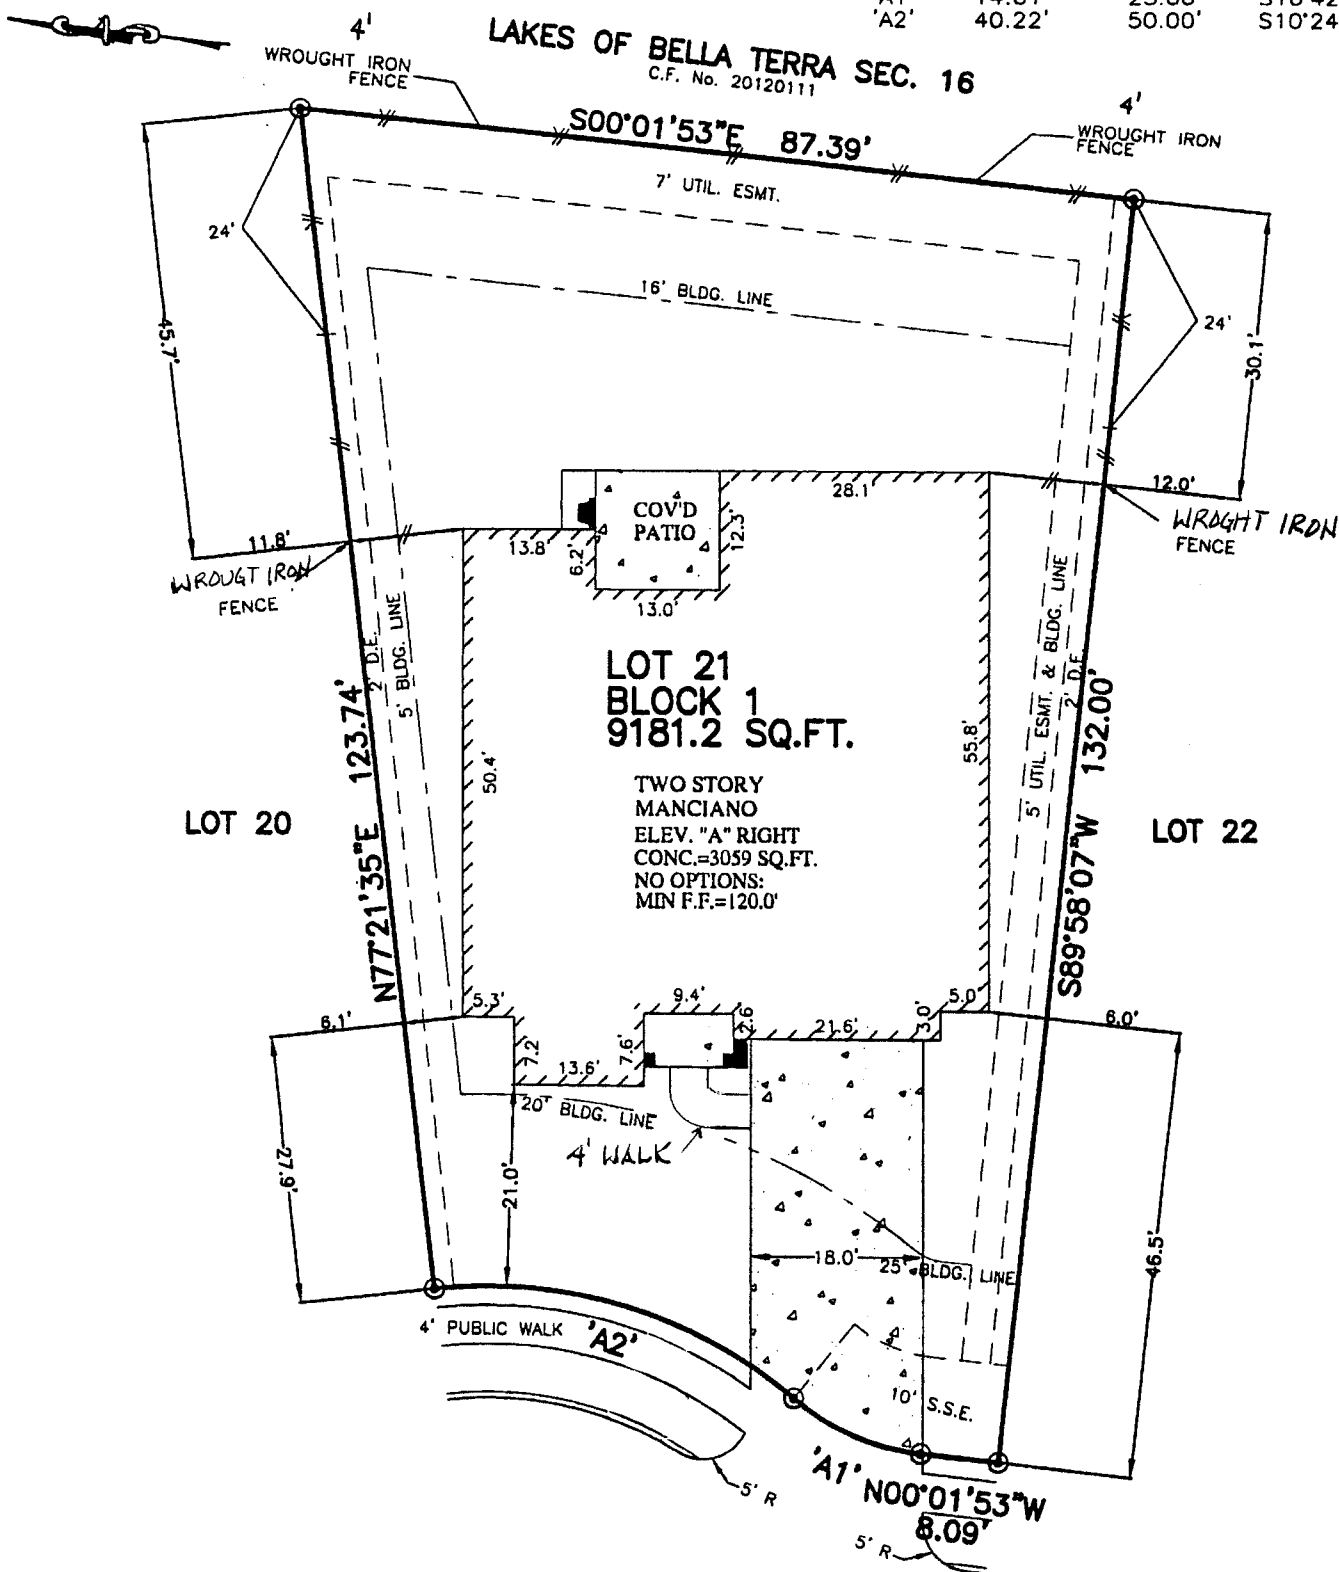 'A2' 40.22' 50.00' S10°24
4'
WROUGHT IRON
FENCE
LAKES OF BELLA TERRA SEC. 16
C.F. No. 20120111
4'
WROUGHT IRON
FENCE
S00°01'53"E 87.39'
7' UTIL. ESMT.
24'
16' BLDG. LINE
24'
45.7'
30.1'
COV'D
PATIO
28.1'
12.0'
WROGHT IRON
FENCE
11.8'
13.8'
6.2'
12.3'
13.0'
WROUGT IRON
FENCE
2' D.E.
5' BLDG. LINE
5' UTIL. ESMT. & BLDG. LINE
2' D.E.
LOT 21
BLOCK 1
9181.2 SQ.FT.
N77°21'35"E 123.74'
S89°58'07"W 132.00'
50.4'
55.8'
TWO STORY
MANCIANO
ELEV. "A" RIGHT
CONC.=3059 SQ.FT.
NO OPTIONS:
MIN F.F.=120.0'
LOT 20
LOT 22
5.3'
9.4'
5.0'
6.1'
7.2'
7.6'
2.6'
21.6'
3.0'
6.0'
13.6'
20' BLDG. LINE
4' WALK
27.9'
21.0'
18.0'
25' BLDG. LINE
46.5'
4' PUBLIC WALK 'A2'
10' S.S.E.
5' R
'A1' N00°01'53"W
8.09'
5' R